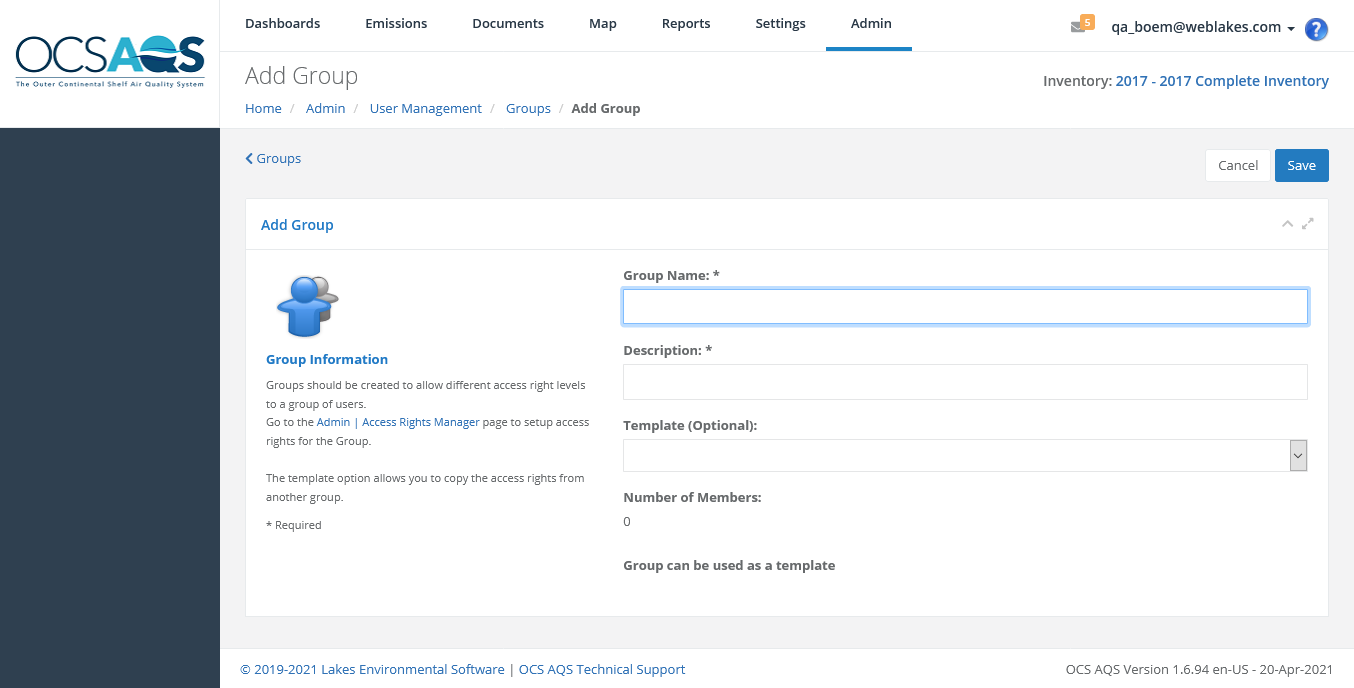 OCSAQS
The Outer Continental Shelf Air Quality System
Dashboards Emissions Documents Map Reports Settings Admin
5
qa_boem@weblakes.com
?
Add Group
Inventory: 2017 - 2017 Complete Inventory
Home / Admin / User Management / Groups / Add Group
Groups
Cancel Save
Add Group
Group Information
Groups should be created to allow different access right levels
to a group of users.
Go to the Admin | Access Rights Manager page to setup access
rights for the Group.
The template option allows you to copy the access rights from
another group.
* Required
Group Name: *
Description: *
Template (Optional):
Number of Members:
0
Group can be used as a template
© 2019-2021 Lakes Environmental Software | OCS AQS Technical Support
OCS AQS Version 1.6.94 en-US - 20-Apr-2021